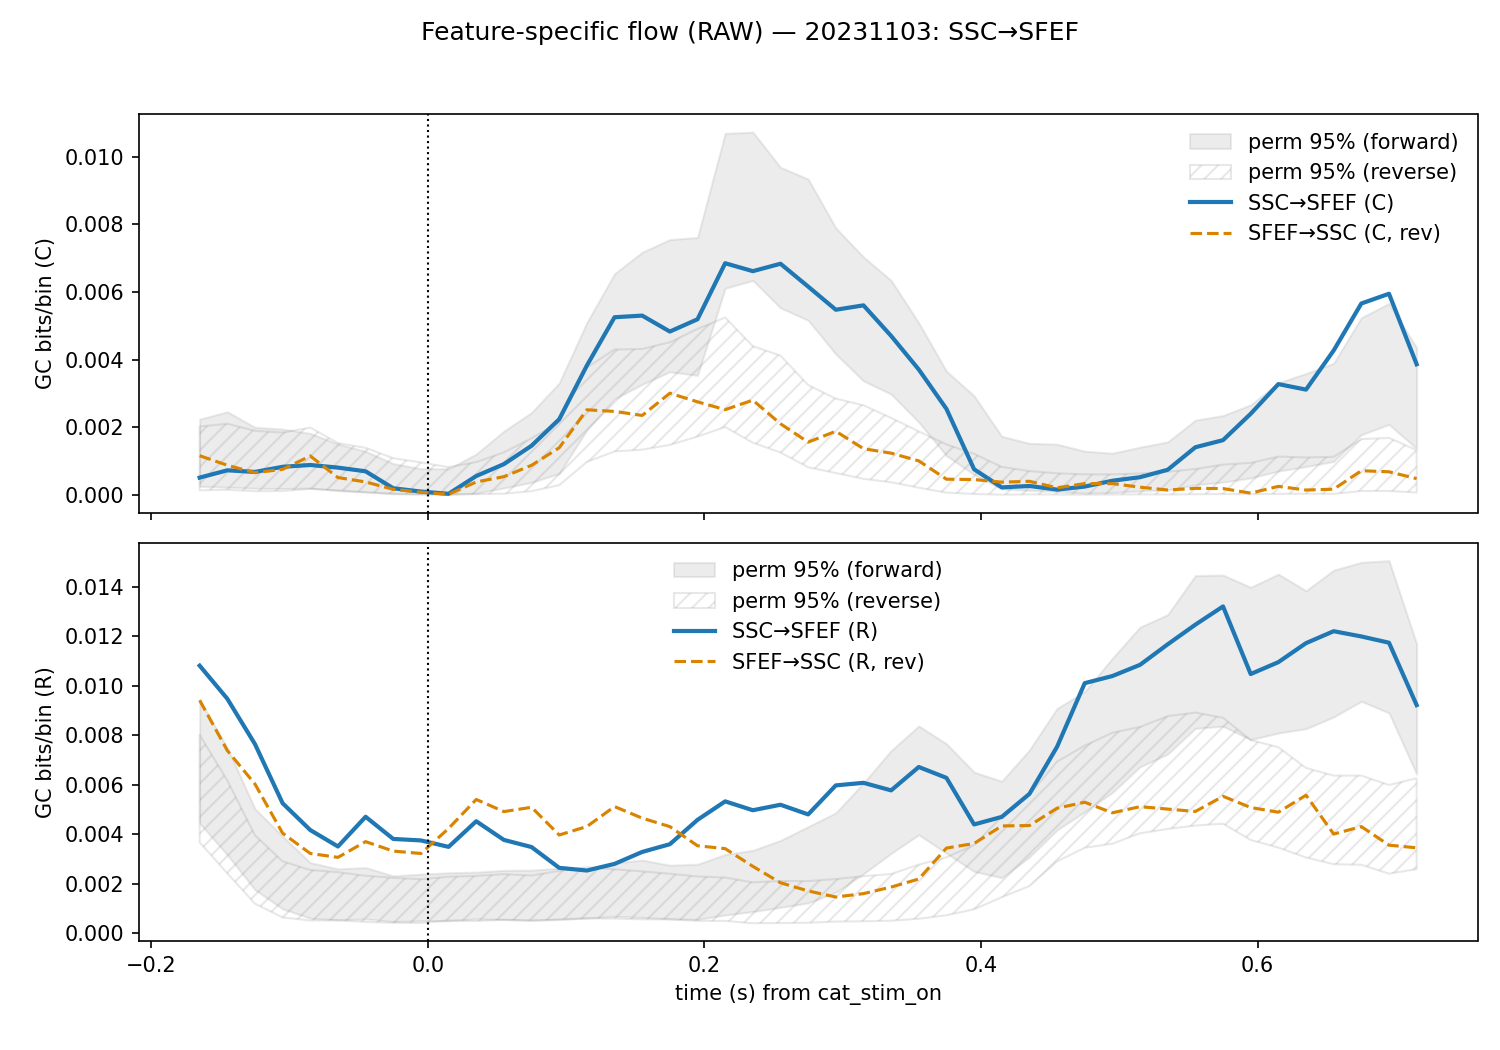 Feature-specific flow (RAW) — 20231103: SSC→SFEF
GC bits/bin (C)
0.010
0.008
0.006
0.004
0.002
0.000
perm 95% (forward)
perm 95% (reverse)
SSC→SFEF (C)
SFEF→SSC (C, rev)
GC bits/bin (R)
0.014
0.012
0.010
0.008
0.006
0.004
0.002
0.000
perm 95% (forward)
perm 95% (reverse)
SSC→SFEF (R)
SFEF→SSC (R, rev)
−0.2 0.0 0.2 0.4 0.6
time (s) from cat_stim_on